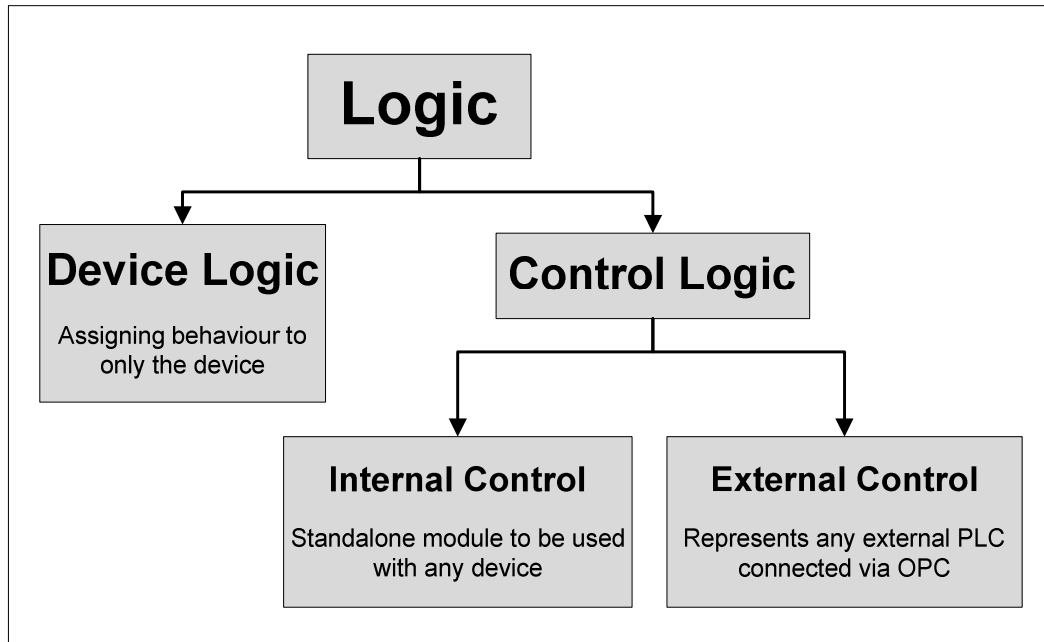 Logic
Device Logic
Assigning behaviour to
only the device
Control Logic
Internal Control
Standalone module to be used
with any device
External Control
Represents any external PLC
connected via OPC